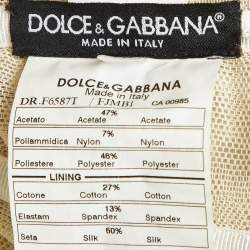 DOLCE & GABBANA
MADE IN ITALY
DOLCE & GABBANA
Made in Italy
DR.F6587T / FJMBI CA 00985
47%
Acetato Acetate Acetate
7%
Poliammidica Nylon Nylon
46%
Poliestere Polyester Polyester
LINING
27%
Cotone Cotton Cotton
13%
Elastam Spandex Spandex
60%
Seta Silk Silk